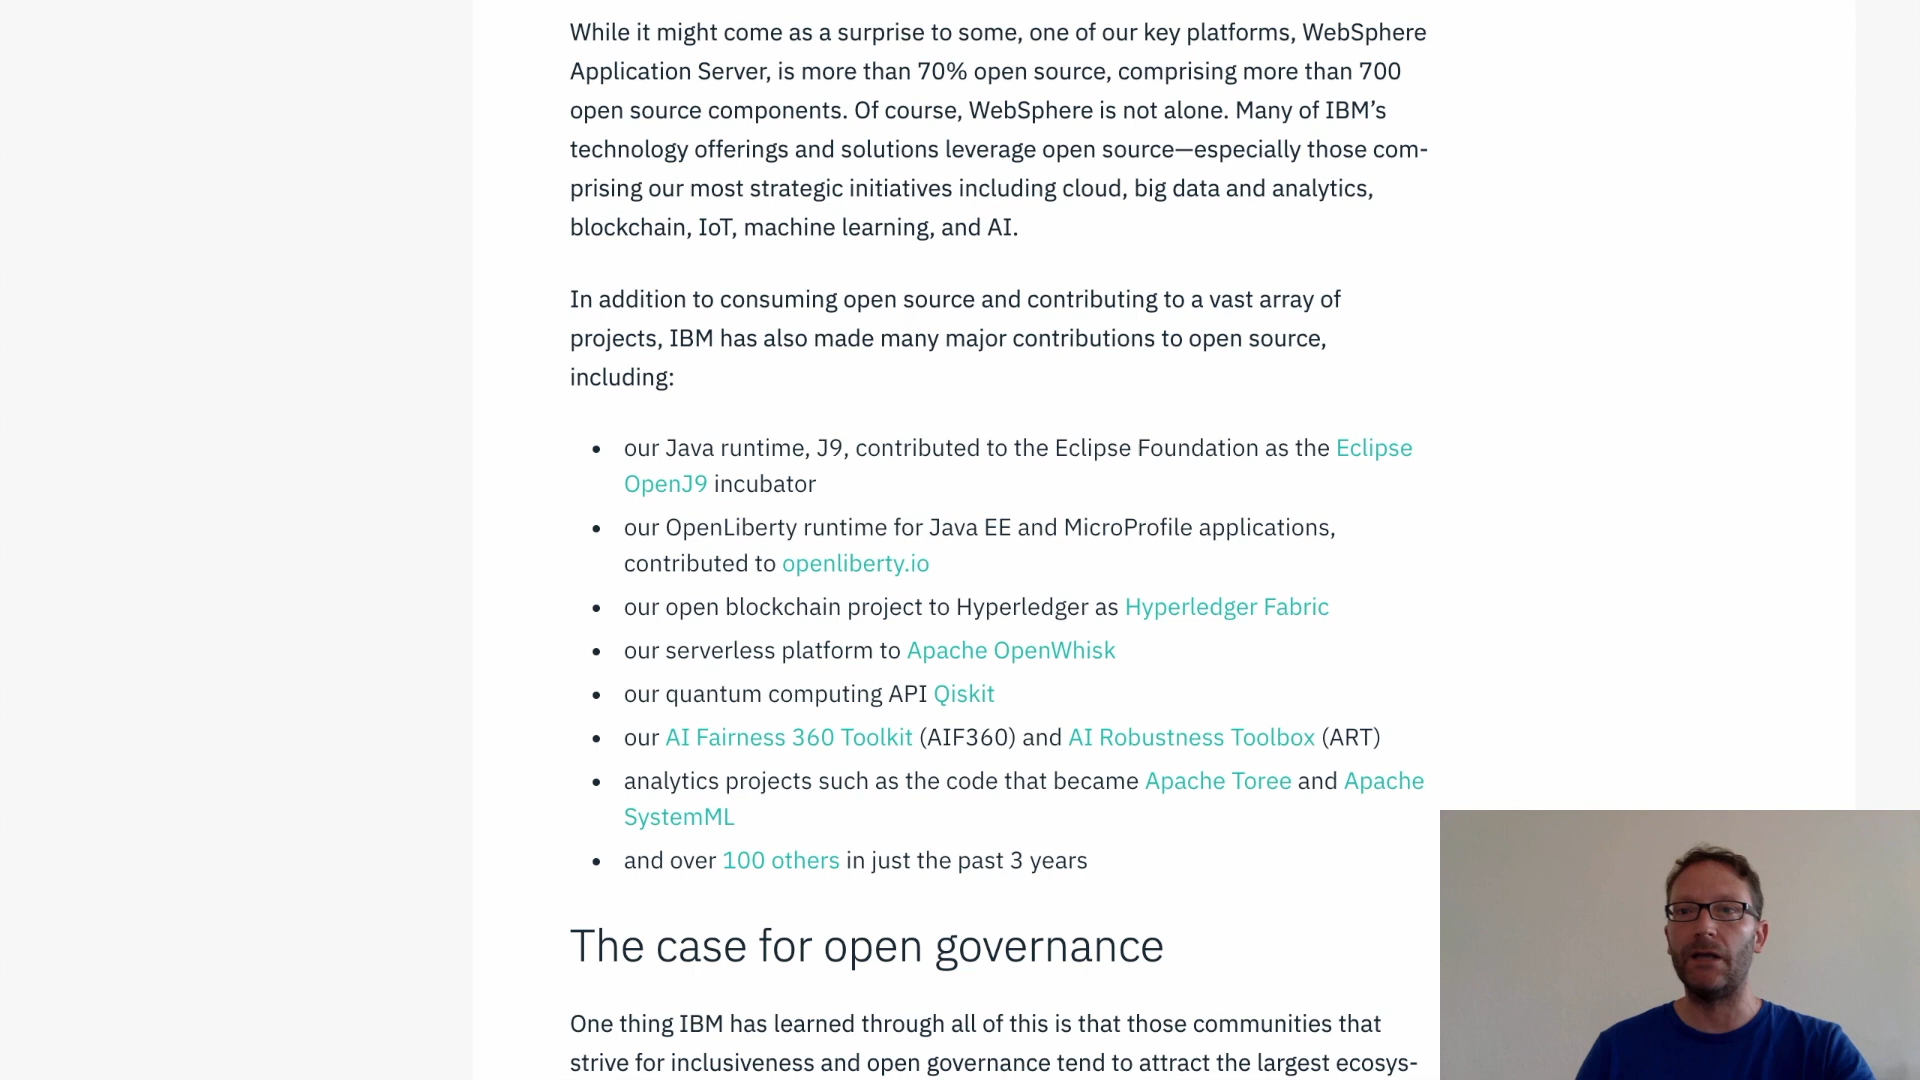 While it might come as a surprise to some, one of our key platforms, WebSphere
Application Server, is more than 70% open source, comprising more than 700
open source components. Of course, WebSphere is not alone. Many of IBM’s
technology offerings and solutions leverage open source—especially those com-
prising our most strategic initiatives including cloud, big data and analytics,
blockchain, IoT, machine learning, and AI.
In addition to consuming open source and contributing to a vast array of
projects, IBM has also made many major contributions to open source,
including:
• our Java runtime, J9, contributed to the Eclipse Foundation as the Eclipse
OpenJ9 incubator
• our OpenLiberty runtime for Java EE and MicroProfile applications,
contributed to openliberty.io
• our open blockchain project to Hyperledger as Hyperledger Fabric
• our serverless platform to Apache OpenWhisk
• our quantum computing API Qiskit
• our AI Fairness 360 Toolkit (AIF360) and AI Robustness Toolbox (ART)
• analytics projects such as the code that became Apache Toree and Apache
SystemML
• and over 100 others in just the past 3 years
The case for open governance
One thing IBM has learned through all of this is that those communities that
strive for inclusiveness and open governance tend to attract the largest ecosys-